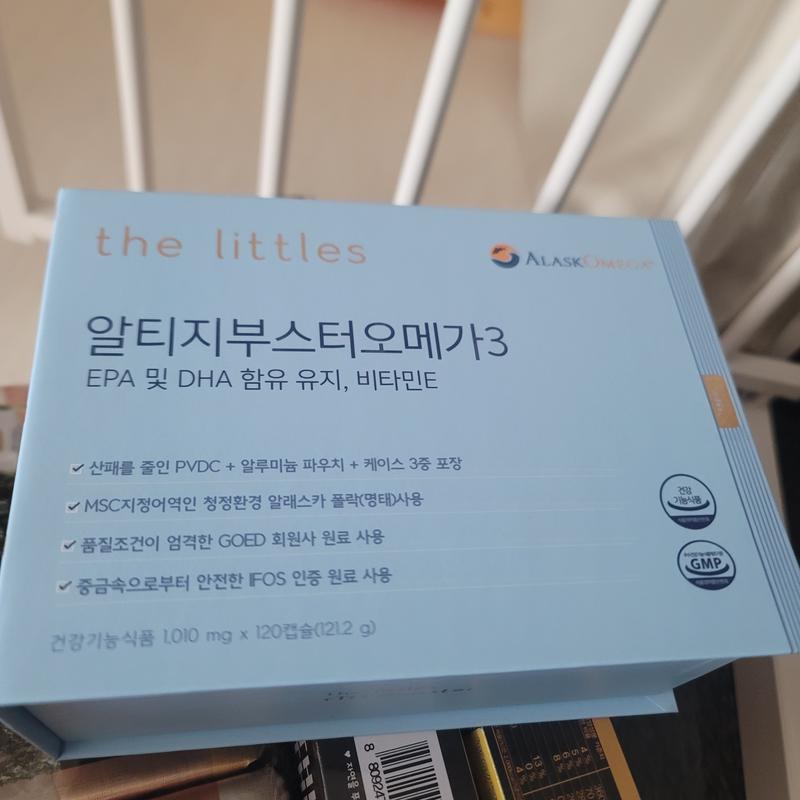 the littles
ALASKOMEGA
알티지부스터오메가3
EPA 및 DHA 함유 유지, 비타민E
산패를 줄인 PVDC + 알루미늄 파우치 + 케이스 3중 포장
MSC지정어역인 청정환경 알래스카 폴락(명태)사용
품질조건이 엄격한 GOED 회원사 원료 사용
중금속으로부터 안전한 IFOS 인증 원료 사용
건강
기능식품
GMP
건강기능식품 1,010 mg x 120캡슐(121.2 g)
8 80924